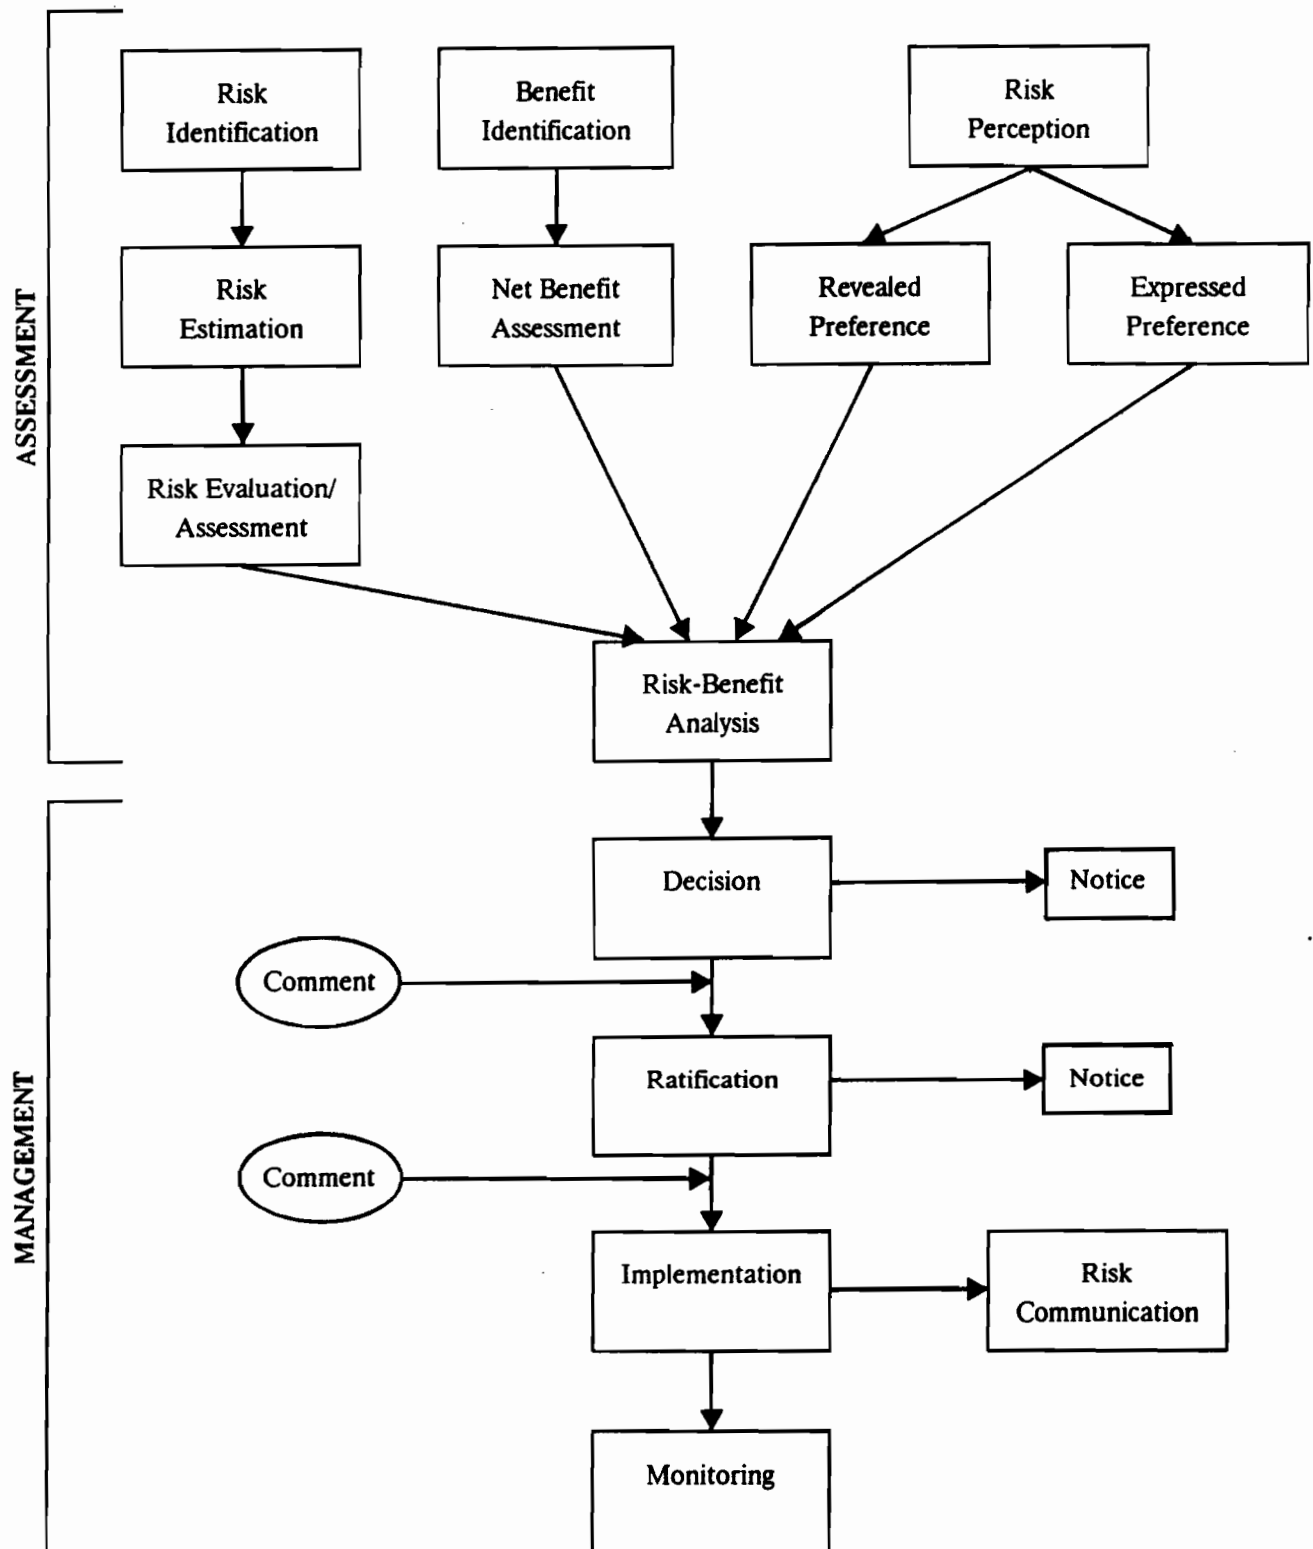 ASSESSMENT
Risk
Identification
Benefit
Identification
Risk
Perception
Risk
Estimation
Net Benefit
Assessment
Revealed
Preference
Expressed
Preference
Risk Evaluation/
Assessment
Risk-Benefit
Analysis
MANAGEMENT
Decision
Notice
Comment
Ratification
Notice
Comment
Implementation
Risk
Communication
Monitoring